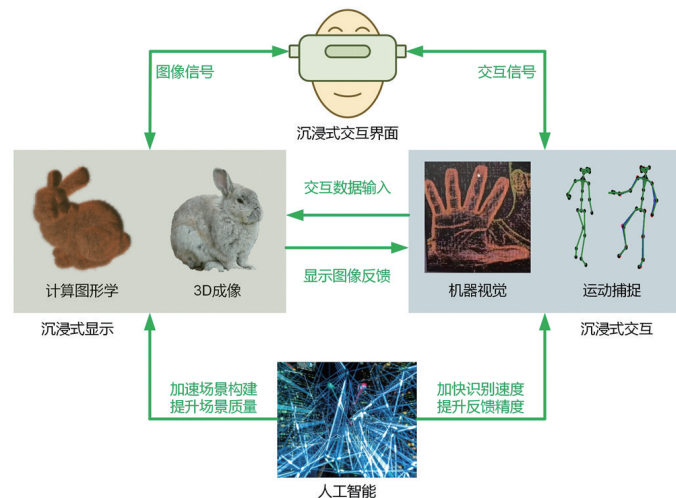 图像信号
交互信号
沉浸式交互界面
交互数据输入
显示图像反馈
计算图形学
3D成像
机器视觉
运动捕捉
沉浸式显示
沉浸式交互
加速场景构建
提升场景质量
加快识别速度
提升反馈精度
人工智能